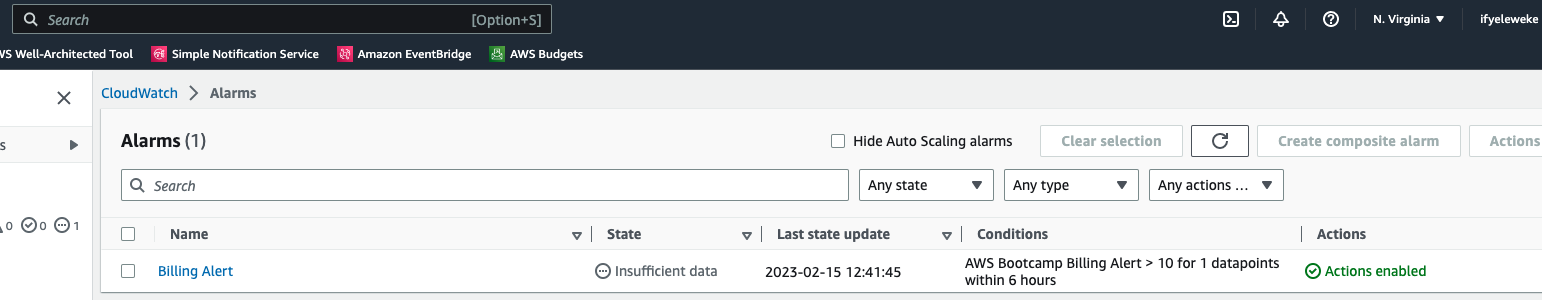 Search [Option+S] N. Virginia ▼ ifyeleweke
WS Well-Architected Tool Simple Notification Service Amazon EventBridge AWS Budgets
CloudWatch > Alarms
Alarms (1) Hide Auto Scaling alarms Clear selection Create composite alarm Actions
s
Search Any state Any type Any actions ...
0 0 1
Name State Last state update Conditions Actions
Billing Alert Insufficient data 2023-02-15 12:41:45 AWS Bootcamp Billing Alert > 10 for 1 datapoints Actions enabled
within 6 hours